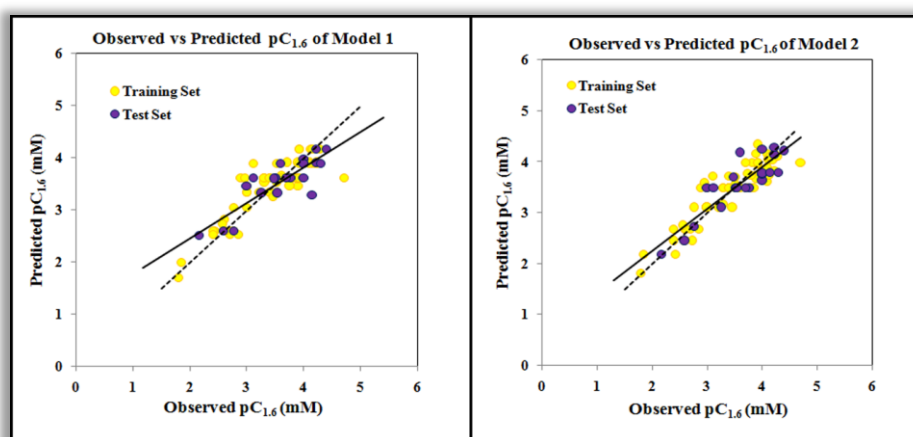 Observed vs Predicted pC1.6 of Model 1
6
5
4
3
2
1
0
Predicted pC1.6 (mM)
Training Set
Test Set
0 1 2 3 4 5 6
Observed pC1.6 (mM)
Observed vs Predicted pC1.6 of Model 2
6
5
4
3
2
1
0
Predicted pC1.6 (mM)
Training Set
Test Set
0 1 2 3 4 5 6
Observed pC1.6 (mM)